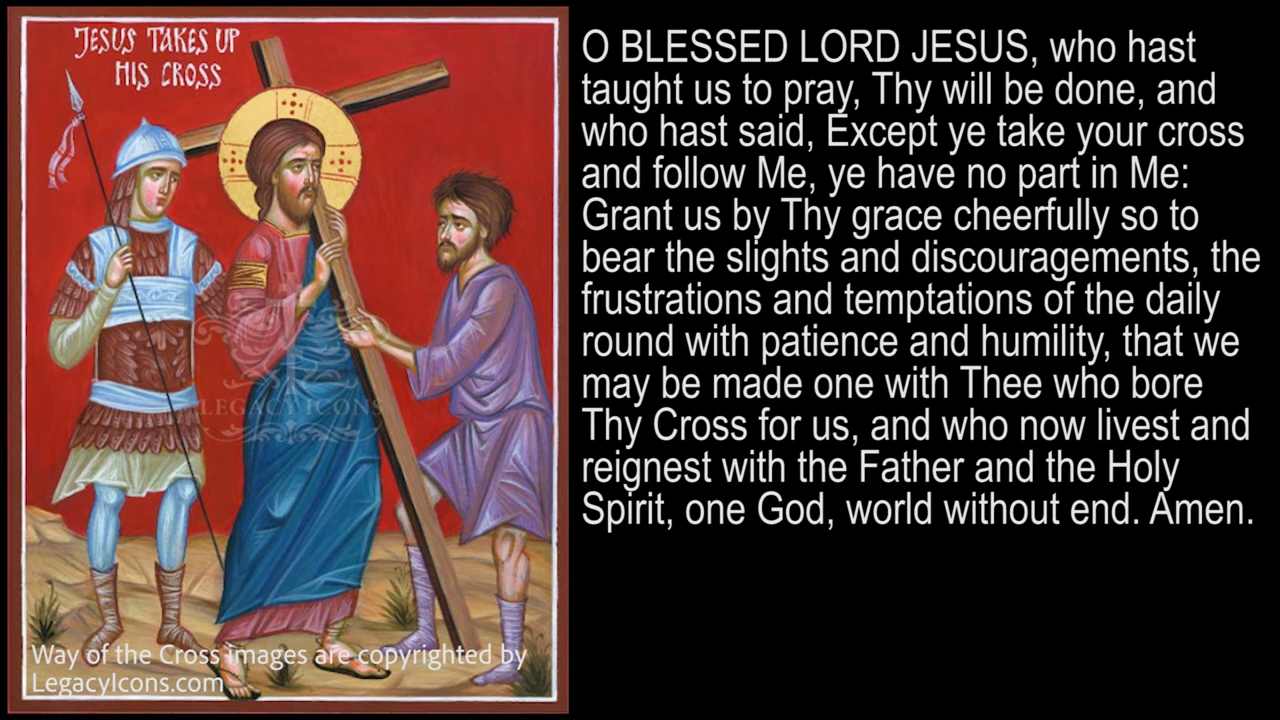 JESUS TAKES UP
HIS CROSS
LEGACY ICONS
Way of the Cross images are copyrighted by
LegacyIcons.com
O BLESSED LORD JESUS, who hast
taught us to pray, Thy will be done, and
who hast said, Except ye take your cross
and follow Me, ye have no part in Me:
Grant us by Thy grace cheerfully so to
bear the slights and discouragements, the
frustrations and temptations of the daily
round with patience and humility, that we
may be made one with Thee who bore
Thy Cross for us, and who now livest and
reignest with the Father and the Holy
Spirit, one God, world without end. Amen.